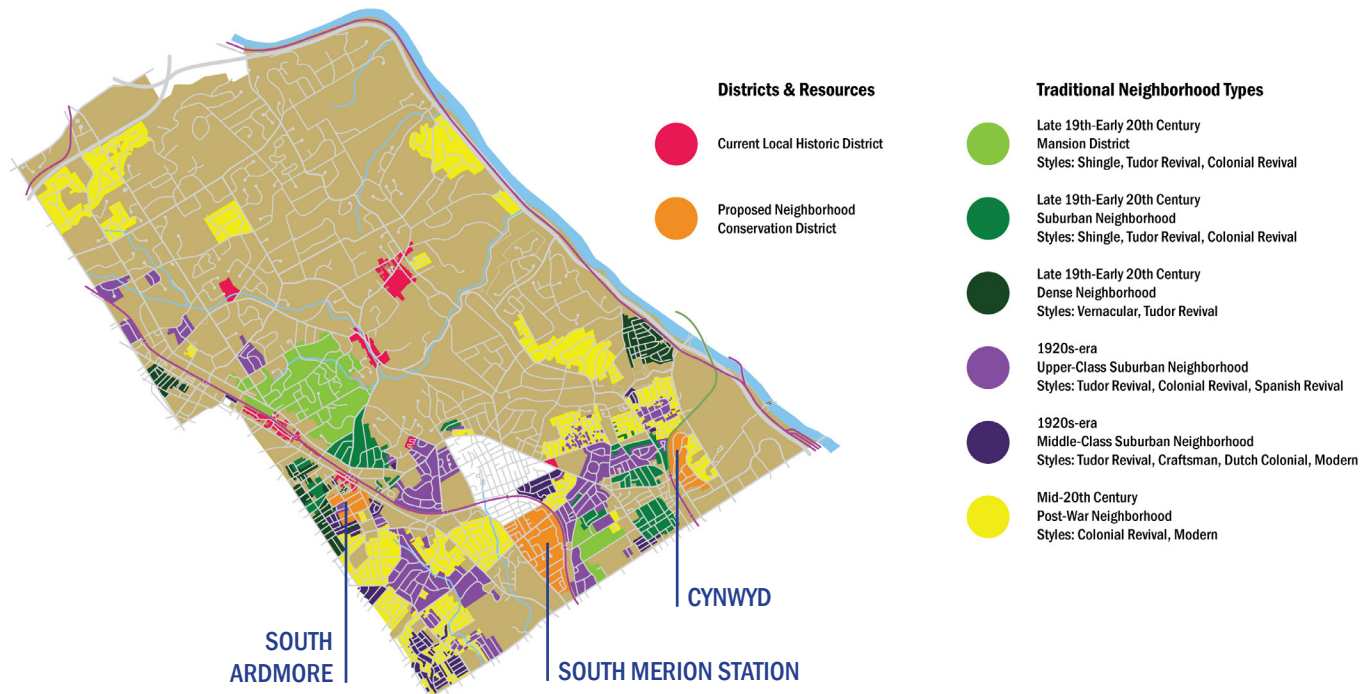 Districts & Resources
Current Local Historic District
Proposed Neighborhood
Conservation District
Traditional Neighborhood Types
Late 19th-Early 20th Century
Mansion District
Styles: Shingle, Tudor Revival, Colonial Revival
Late 19th-Early 20th Century
Suburban Neighborhood
Styles: Shingle, Tudor Revival, Colonial Revival
Late 19th-Early 20th Century
Dense Neighborhood
Styles: Vernacular, Tudor Revival
1920s-era
Upper-Class Suburban Neighborhood
Styles: Tudor Revival, Colonial Revival, Spanish Revival
1920s-era
Middle-Class Suburban Neighborhood
Styles: Tudor Revival, Craftsman, Dutch Colonial, Modern
Mid-20th Century
Post-War Neighborhood
Styles: Colonial Revival, Modern
SOUTH
ARDMORE
SOUTH MERION STATION
CYNWYD